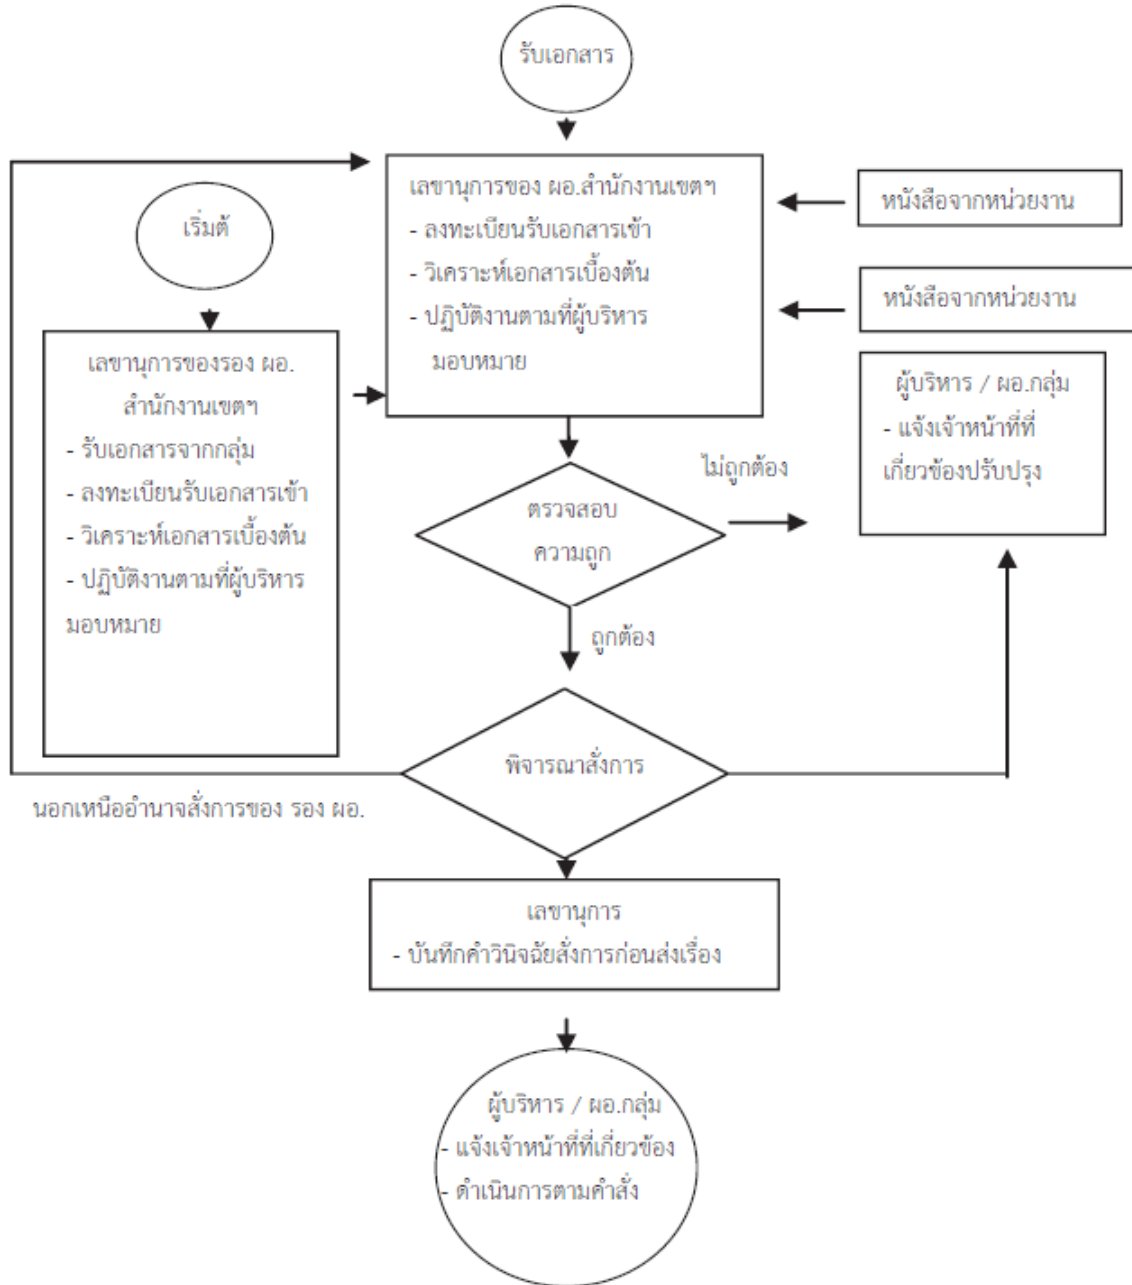 รับเอกสาร
เลขานุการของ ผอ.สำนักงานเขตฯ
- ลงทะเบียนรับเอกสารเข้า
- วิเคราะห์เอกสารเบื้องต้น
- ปฏิบัติงานตามที่ผู้บริหาร
มอบหมาย
หนังสือจากหน่วยงาน
หนังสือจากหน่วยงาน
เริ่มต้
เลขานุการของรอง ผอ.
สำนักงานเขตฯ
- รับเอกสารจากกลุ่ม
- ลงทะเบียนรับเอกสารเข้า
- วิเคราะห์เอกสารเบื้องต้น
- ปฏิบัติงานตามที่ผู้บริหาร
มอบหมาย
ผู้บริหาร / ผอ.กลุ่ม
- แจ้งเจ้าหน้าที่ที่
เกี่ยวข้องปรับปรุง
ไม่ถูกต้อง
ตรวจสอบ
ความถูก
ถูกต้อง
พิจารณาสั่งการ
นอกเหนืออำนาจสั่งการของ รอง ผอ.
เลขานุการ
- บันทึกคำวินิจฉัยสั่งการก่อนส่งเรื่อง
ผู้บริหาร / ผอ.กลุ่ม
- แจ้งเจ้าหน้าที่ที่เกี่ยวข้อง
- ดำเนินการตามคำสั่ง